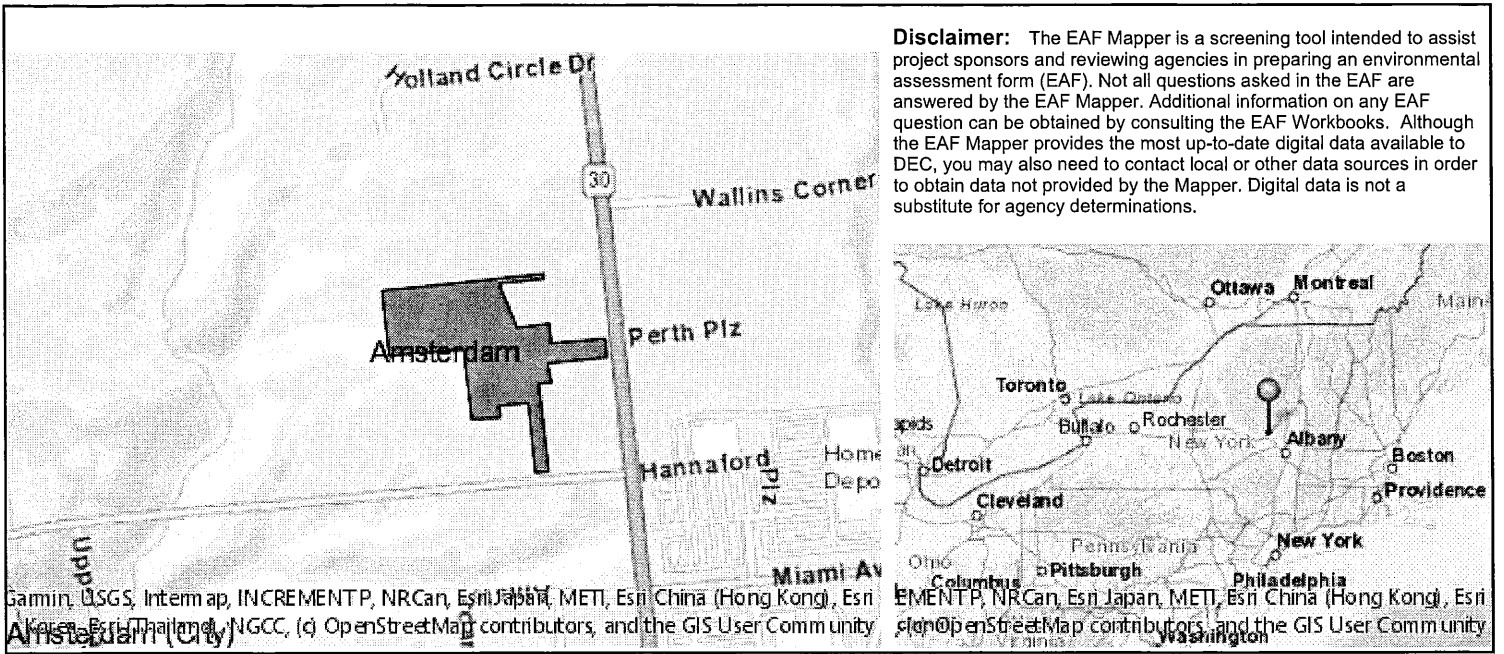 Disclaimer: The EAF Mapper is a screening tool intended to assist
project sponsors and reviewing agencies in preparing an environmental
assessment form (EAF). Not all questions asked in the EAF are
answered by the EAF Mapper. Additional information on any EAF
question can be obtained by consulting the EAF Workbooks. Although
the EAF Mapper provides the most up-to-date digital data available to
DEC, you may also need to contact local or other data sources in order
to obtain data not provided by the Mapper. Digital data is not a
substitute for agency determinations.
Holland Circle Dr
30
Wallins Corner
Perth Plz
Amsterdam
Hannaford
Plz
Home
Depo
Miami Av
Upp
Garmin, USGS, Intermap, INCREMENT P, NRCan, Esri Japan, METI, Esri China (Hong Kong), Esri
Korea, Esri (Thailand), NGCC, (c) OpenStreetMap contributors, and the GIS User Community
Amsterdam (City)
Ottawa
Montreal
Main
Lake Huron
Toronto
Lake Ontario
apids
Buffalo
Rochester
New York
Albany
Detroit
Boston
Cleveland
Providence
New York
Pennsylvania
Ohio
Pittsburgh
Columbus
Philadelphia
EMENT P, NRCan, Esri Japan, METI, Esri China (Hong Kong), Esri
(c) OpenStreetMap contributors, and the GIS User Community
Washington